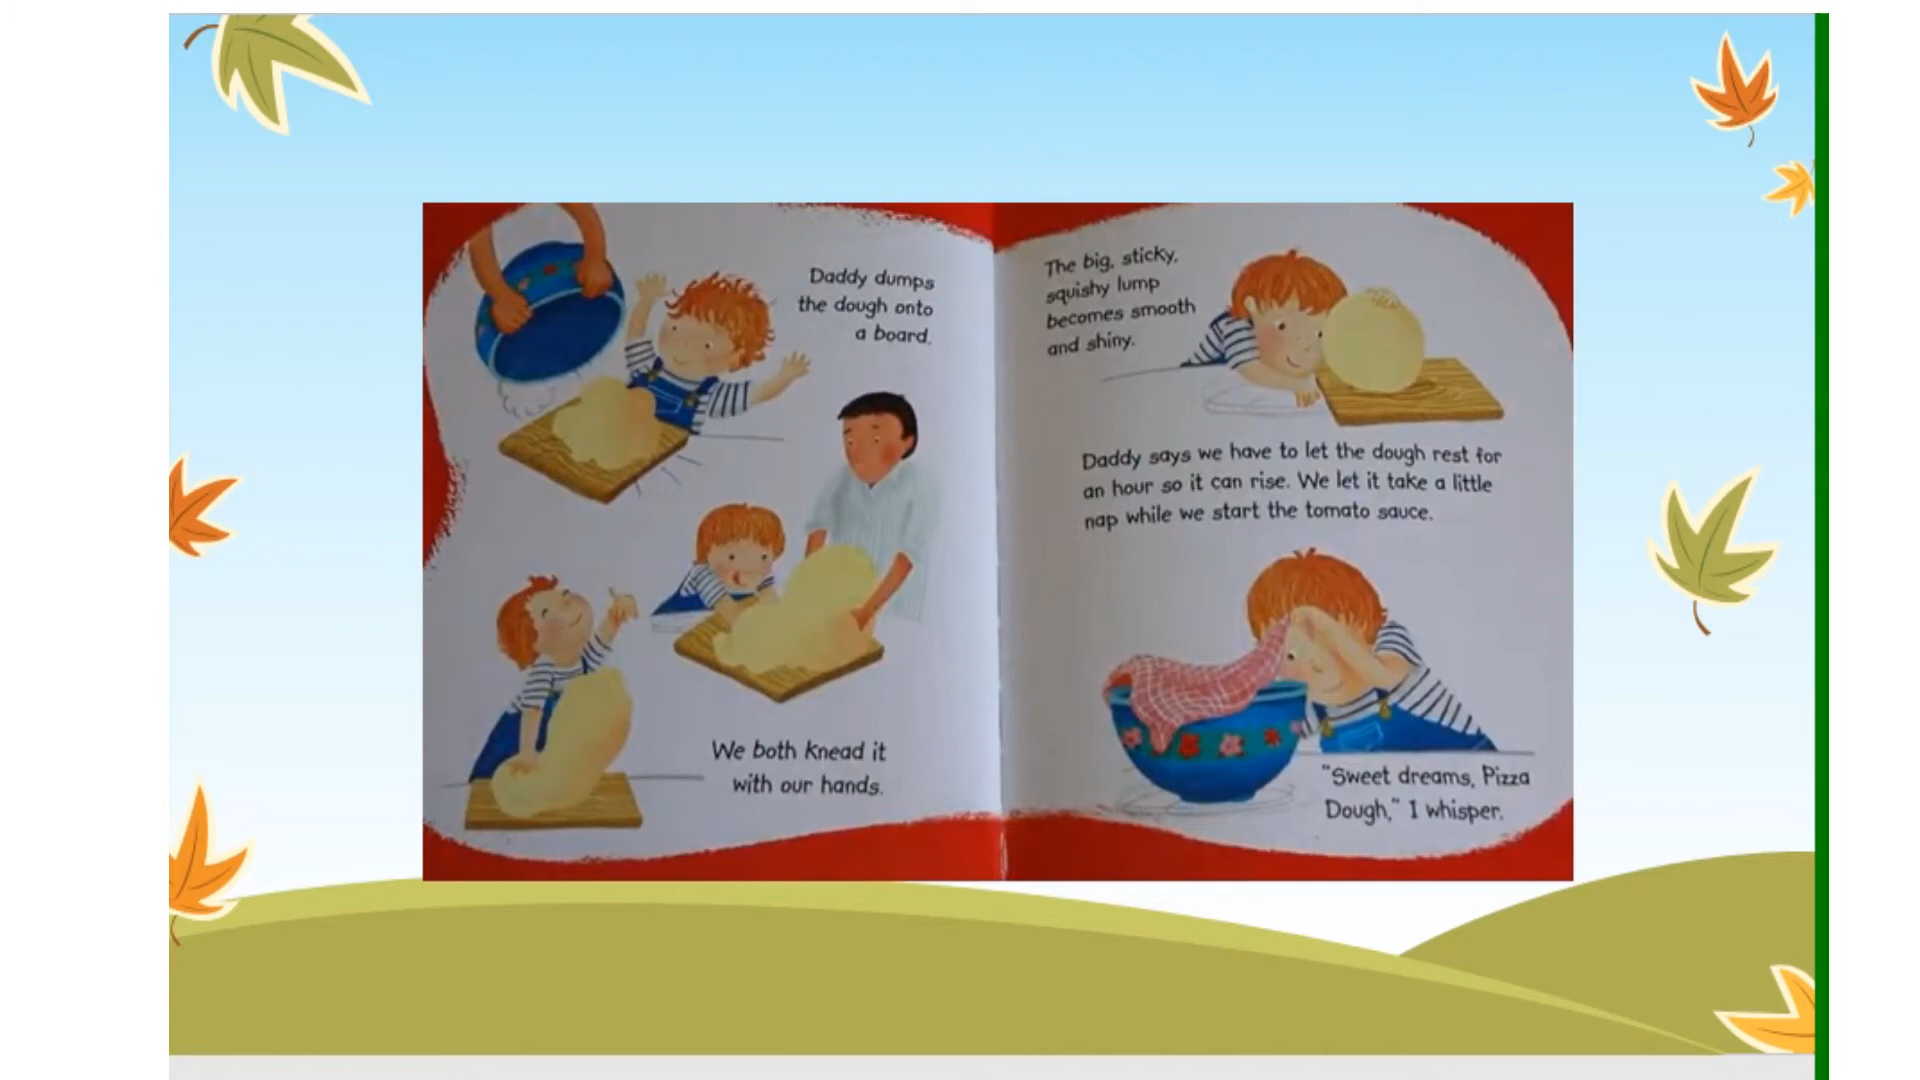 Daddy dumps
the dough onto
a board.
We both knead it
with our hands.
The big, sticky,
squishy lump
becomes smooth
and shiny.
Daddy says we have to let the dough rest for
an hour so it can rise. We let it take a little
nap while we start the tomato sauce.
"Sweet dreams, Pizza
Dough," I whisper.